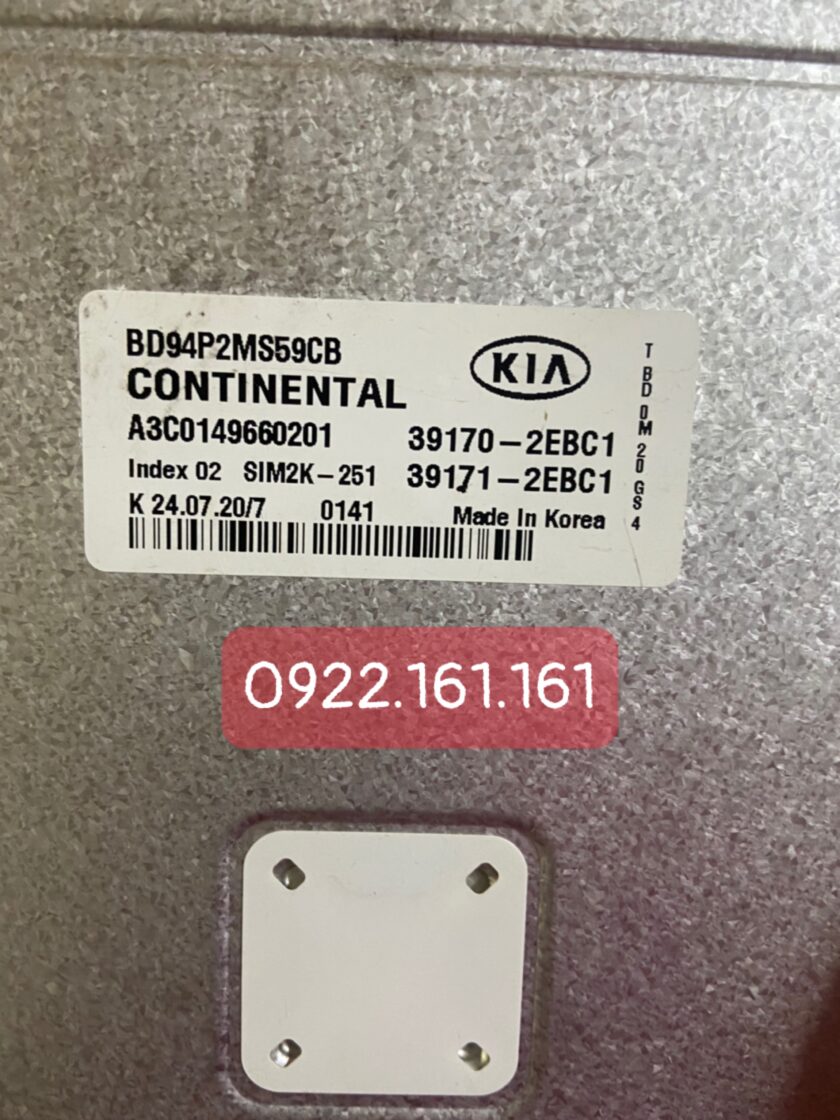 BD94P2MS59CB
KIA
CONTINENTAL
A3C0149660201 39170-2EBC1
Index 02 SIM2K-251 39171-2EBC1
K 24.07.20/7 0141 Made In Korea
T BD 0M 20 GS 4
0922.161.161